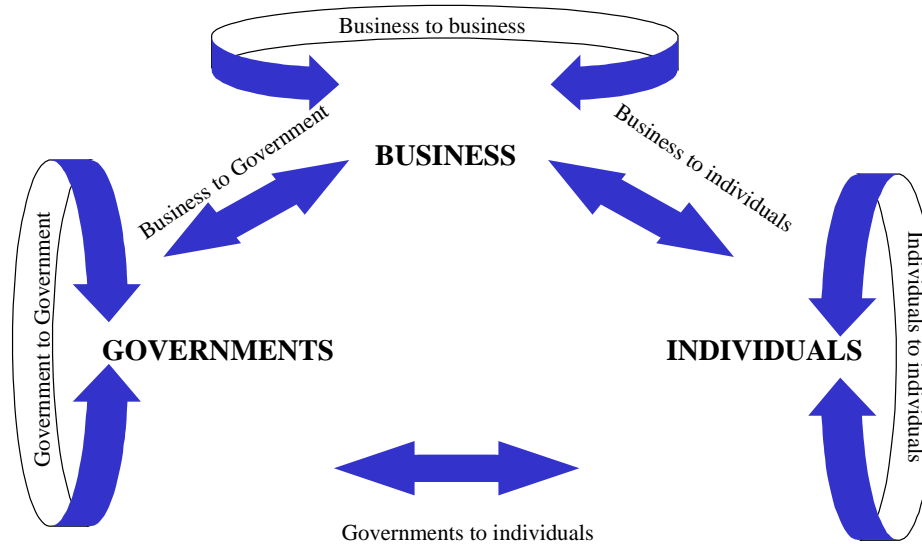 Business to business
Business to Government
BUSINESS
Business to individuals
Government to Government
GOVERNMENTS
INDIVIDUALS
Individuals to individuals
Governments to individuals